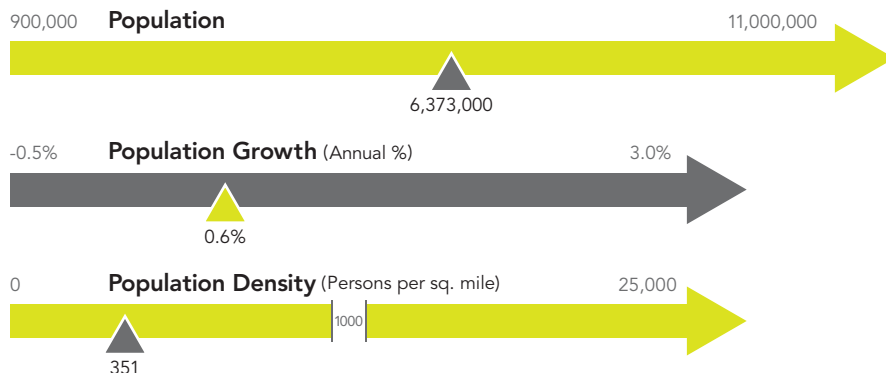 900,000 Population 11,000,000
6,373,000
-0.5% Population Growth (Annual %) 3.0%
0.6%
0 Population Density (Persons per sq. mile) 25,000
1000
351